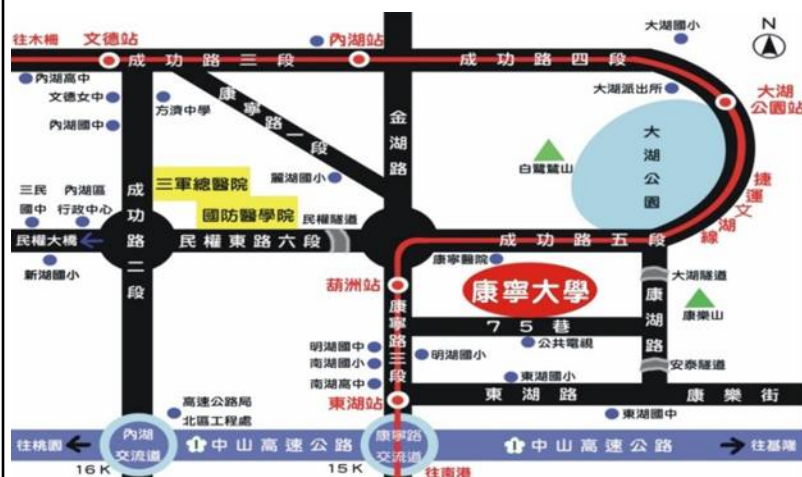 大湖國小
N
往木柵
文德站
內湖站
成功路三段
成功路四段
內湖高中
文德女中
內湖國中
方濟中學
康寧路一段
金湖路
大湖派出所
大湖公園站
大湖公園
白鷺鷥山
捷運文湖線
麗湖國小
三軍總醫院
國防醫學院
三民國中
內湖區行政中心
成功路二段
民權隧道
民權大橋
民權東路六段
成功路五段
新湖國小
康寧醫院
葫洲站
康寧大學
大湖隧道
康湖路
康樂山
75巷
公共電視
康寧路三段
明湖國中
明湖國小
南湖國小
南湖高中
東湖國小
安泰隧道
東湖站
東湖路
康樂街
高速公路局
北區工程處
東湖國中
往桃園
內湖
交流道
1
中山高速公路
康寧路
交流道
1
中山高速公路
往基隆
16K
15K
往南港